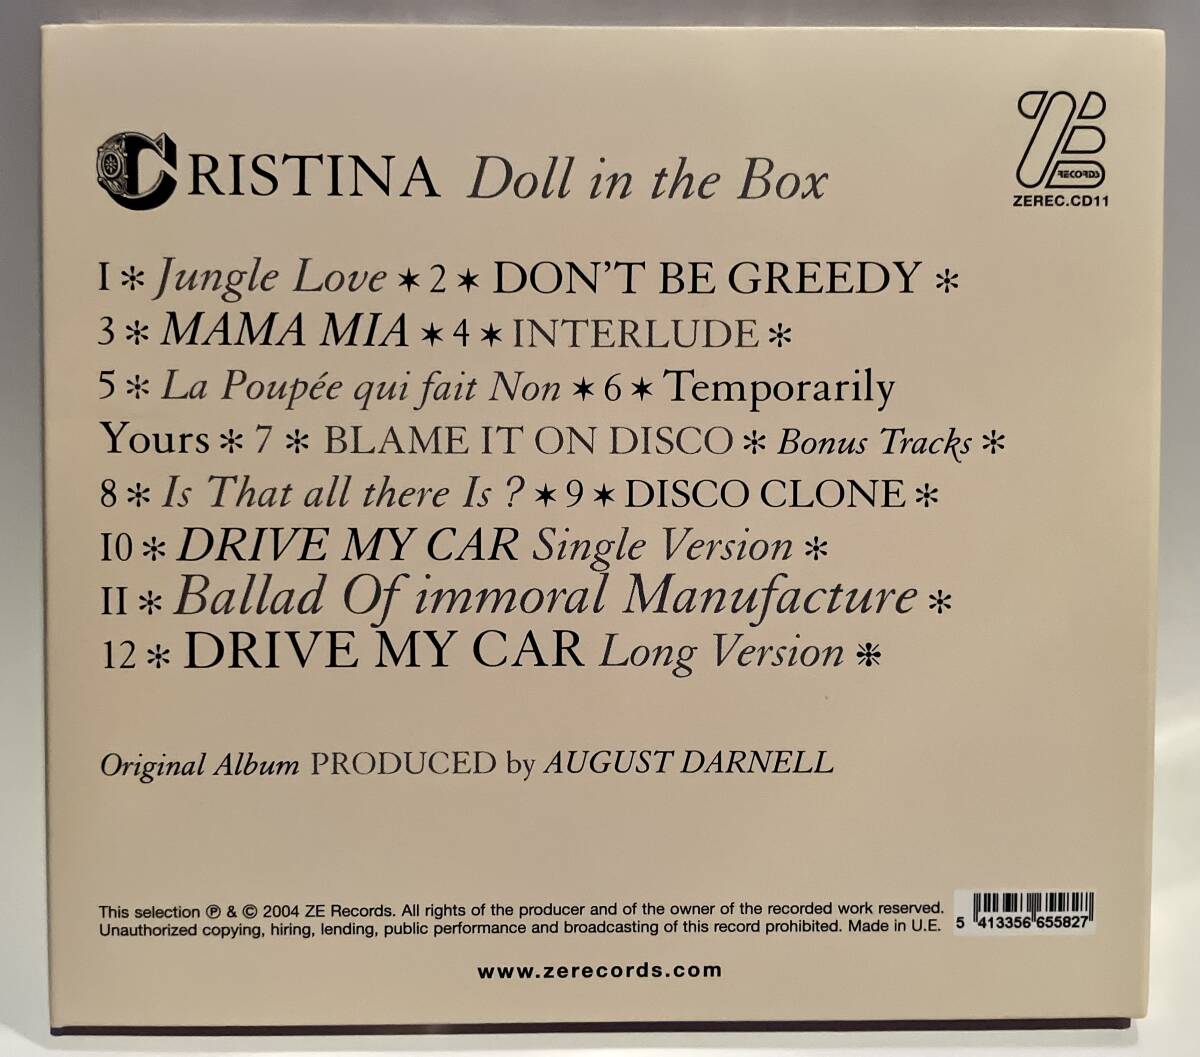 CRISTINA Doll in the Box
RECORDS
ZEREC.CD11
I * Jungle Love ✶ 2 ✶ DON'T BE GREEDY *
3 * MAMA MIA ✶ 4 ✶ INTERLUDE *
5 * La Poupée qui fait Non ✶ 6 ✶ Temporarily
Yours * 7 * BLAME IT ON DISCO * Bonus Tracks *
8 * Is That all there Is ? ✶ 9 ✶ DISCO CLONE *
IO * DRIVE MY CAR Single Version *
II * Ballad Of immoral Manufacture *
12 * DRIVE MY CAR Long Version ❉
Original Album PRODUCED by AUGUST DARNELL
This selection ℗ & © 2004 ZE Records. All rights of the producer and of the owner of the recorded work reserved.
Unauthorized copying, hiring, lending, public performance and broadcasting of this record prohibited. Made in U.E.
5 413356 655827
www.zerecords.com